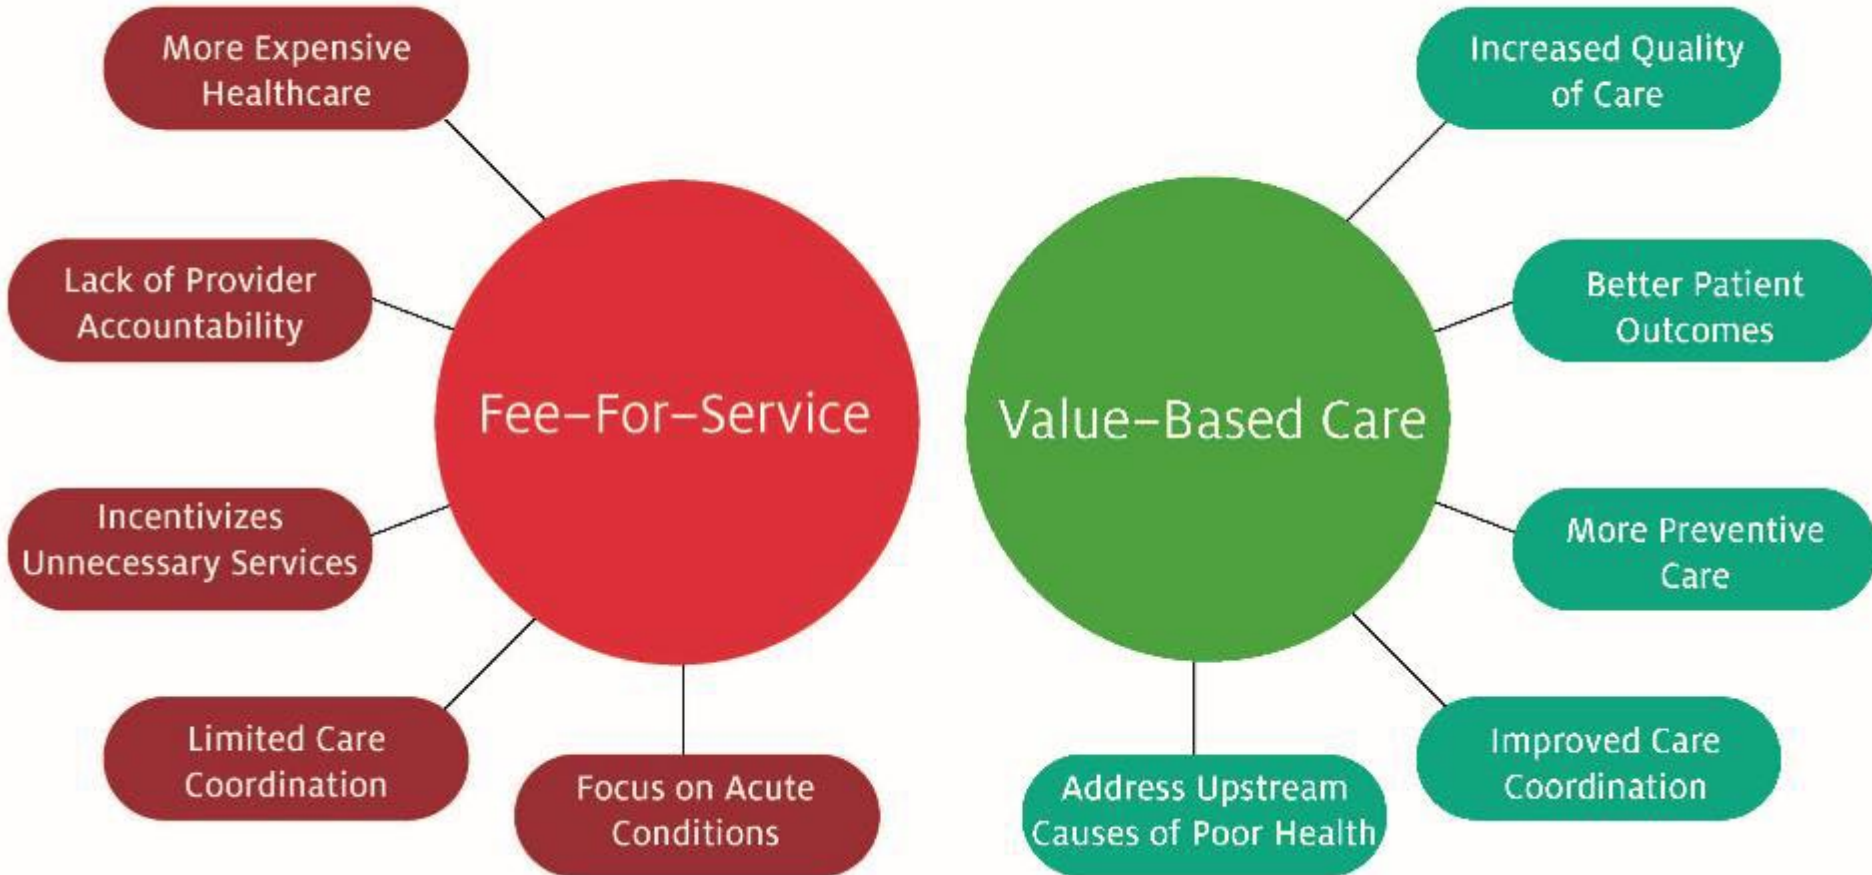 More Expensive
Healthcare
Lack of Provider
Accountability
Incentivizes
Unnecessary Services
Limited Care
Coordination
Focus on Acute
Conditions
Fee–For–Service
Value–Based Care
Increased Quality
of Care
Better Patient
Outcomes
More Preventive
Care
Improved Care
Coordination
Address Upstream
Causes of Poor Health